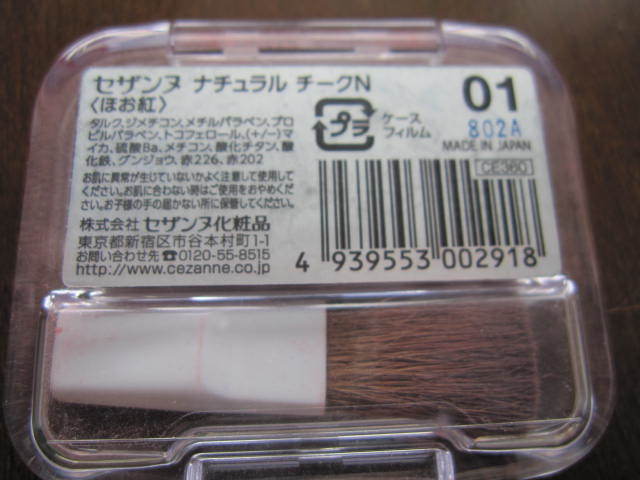 セザンヌ ナチュラル チークN
〈ほお紅〉
01
タルク、ジメチコン、メチルパラベン、プロ
ピルパラベン、トコフェロール、(+/-)マ
イカ、硫酸Ba、メチコン、酸化チタン、酸
化鉄、グンジョウ、赤226、赤202
プラ
ケース
フィルム
802A
MADE IN JAPAN
CE360
お肌に異常が生じていないかよく注意して使用して
ください。お肌に合わない時はご使用をおやめくだ
さい。お子様の手の届かない所に保管してください。
株式会社 セザンヌ化粧品
東京都新宿区市谷本村町1-1
お問い合わせ先☎0120-55-8515
http://www.cezanne.co.jp
4 939553 002918